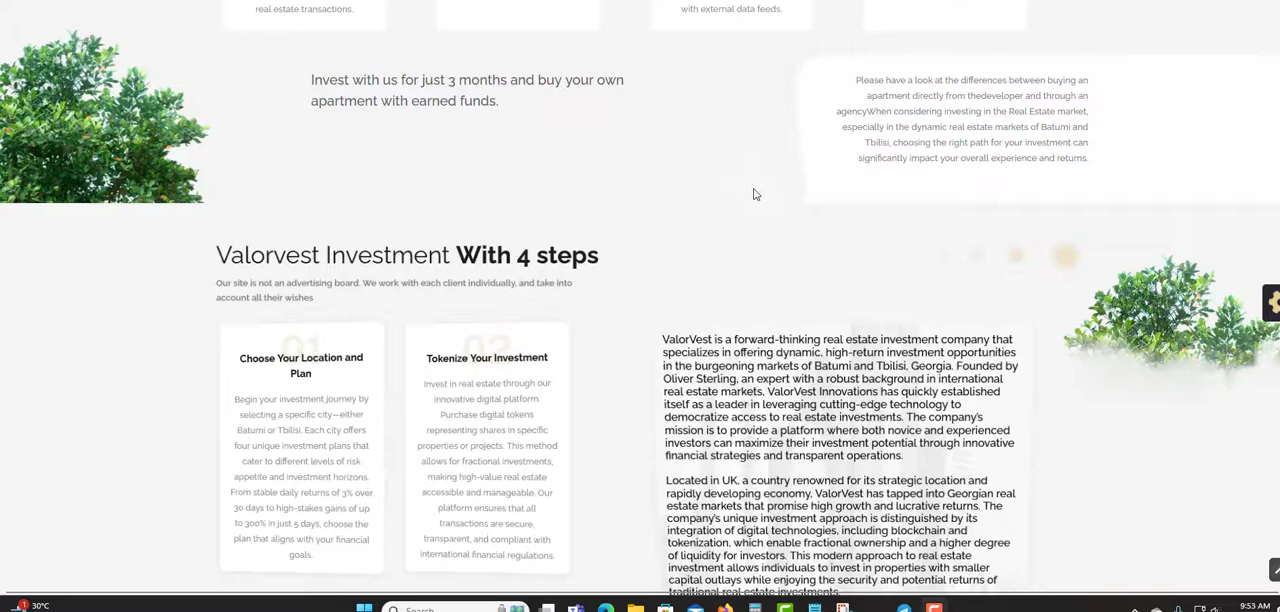 real estate transactions.
with external data feeds.
Invest with us for just 3 months and buy your own
apartment with earned funds.
Please have a look at the differences between buying an
apartment directly from thedeveloper and through an
agencyWhen considering investing in the Real Estate market,
especially in the dynamic real estate markets of Batumi and
Tbilisi, choosing the right path for your investment can
significantly impact your overall experience and returns.
Valorvest Investment With 4 steps
Our site is not an advertising board. We work with each client individually, and take into
account all their wishes
01
Choose Your Location and
Plan
Begin your investment journey by
selecting a specific city—either
Batumi or Tbilisi. Each city offers
four unique investment plans that
cater to different levels of risk
appetite and investment horizons.
From stable daily returns of 3% over
30 days to high-stakes gains of up
to 300% in just 5 days, choose the
plan that aligns with your financial
goals.
Tokenize Your Investment
Invest in real estate through our
innovative digital platform.
Purchase digital tokens
representing shares in specific
properties or projects. This method
allows for fractional investments,
making high-value real estate
accessible and manageable. Our
platform ensures that all
transactions are secure,
transparent, and compliant with
international financial regulations.
ValorVest is a forward-thinking real estate investment company that
specializes in offering dynamic, high-return investment opportunities
in the burgeoning markets of Batumi and Tbilisi, Georgia. Founded by
Oliver Sterling, an expert with a robust background in international
real estate markets, ValorVest Innovations has quickly established
itself as a leader in leveraging cutting-edge technology to
democratize access to real estate investments. The company's
mission is to provide a platform where both novice and experienced
investors can maximize their investment potential through innovative
financial strategies and transparent operations.
Located in UK, a country renowned for its strategic location and
rapidly developing economy, ValorVest has tapped into Georgian real
estate markets that promise high growth and lucrative returns. The
company's unique investment approach is distinguished by its
integration of digital technologies, including blockchain and
tokenization, which enable fractional ownership and a higher degree
of liquidity for investors. This modern approach to real estate
investment allows individuals to invest in properties with smaller
capital outlays while enjoying the security and potential returns of
traditional real estate investments.
1
30°C
Search
9:53 AM